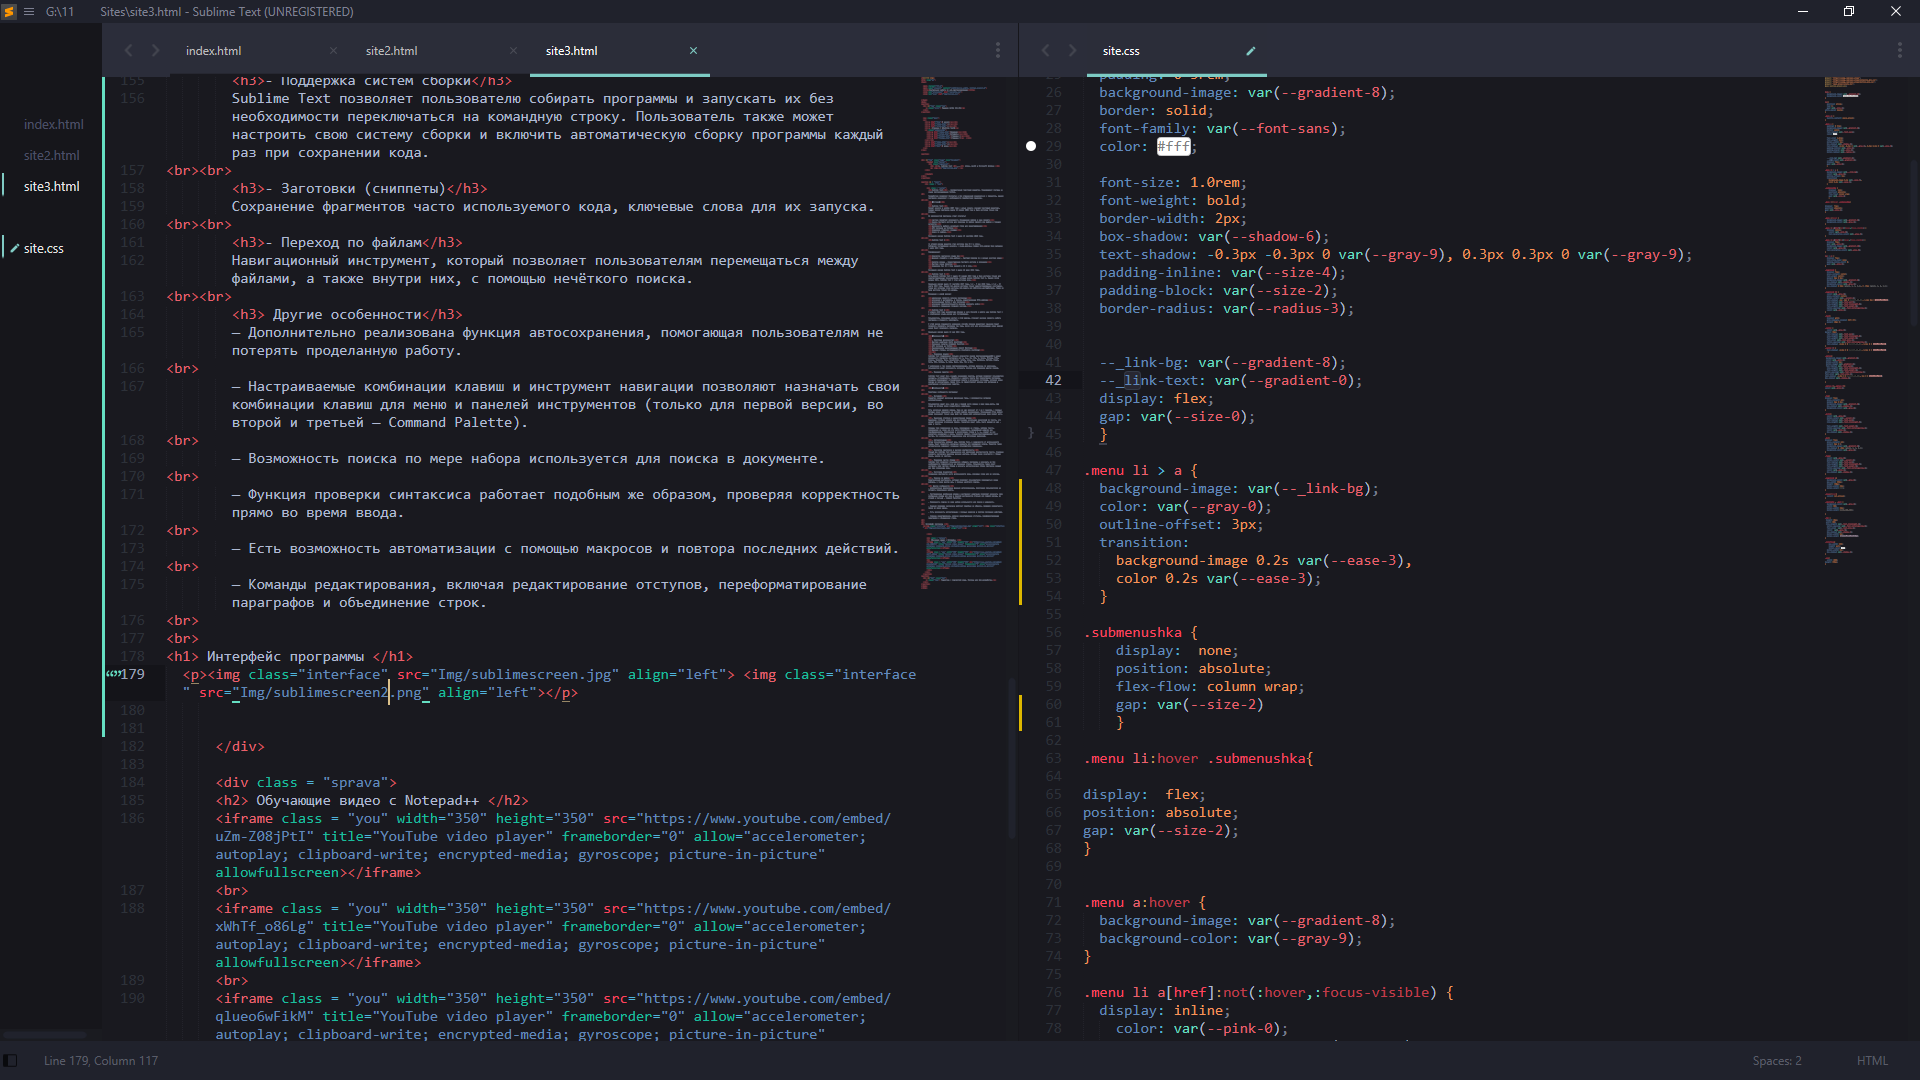 G:\11 Sites\site3.html - Sublime Text (UNREGISTERED)
index.html
site2.html
site3.html
site.css
index.html
site2.html
site3.html
site.css
155 <h3>- Поддержка систем сборки</h3>
156 Sublime Text позволяет пользователю собирать программы и запускать их без
необходимости переключаться на командную строку. Пользователь также может
настроить свою систему сборки и включить автоматическую сборку программы каждый
раз при сохранении кода.
157 <br><br>
158 <h3>- Заготовки (сниппеты)</h3>
159 Сохранение фрагментов часто используемого кода, ключевые слова для их запуска.
160 <br><br>
161 <h3>- Переход по файлам</h3>
162 Навигационный инструмент, который позволяет пользователям перемещаться между
файлами, а также внутри них, с помощью нечёткого поиска.
163 <br><br>
164 <h3> Другие особенности</h3>
165 — Дополнительно реализована функция автосохранения, помогающая пользователям не
потерять проделанную работу.
166 <br>
167 — Настраиваемые комбинации клавиш и инструмент навигации позволяют назначать свои
комбинации клавиш для меню и панелей инструментов (только для первой версии, во
второй и третьей — Command Palette).
168 <br>
169 — Возможность поиска по мере набора используется для поиска в документе.
170 <br>
171 — Функция проверки синтаксиса работает подобным же образом, проверяя корректность
прямо во время ввода.
172 <br>
173 — Есть возможность автоматизации с помощью макросов и повтора последних действий.
174 <br>
175 — Команды редактирования, включая редактирование отступов, переформатирование
параграфов и объединение строк.
176 <br>
177 <br>
178 <h1> Интерфейс программы </h1>
179 <p><img class="interface" src="Img/sublimescreen.jpg" align="left"> <img class="interface
" src="Img/sublimescreen2.png" align="left"></p>
180
181
182 </div>
183
184 <div class = "sprava">
185 <h2> Обучающие видео с Notepad++ </h2>
186 <iframe class = "you" width="350" height="350" src="https://www.youtube.com/embed/
uZm-Z08jPtI" title="YouTube video player" frameborder="0" allow="accelerometer;
autoplay; clipboard-write; encrypted-media; gyroscope; picture-in-picture"
allowfullscreen></iframe>
187 <br>
188 <iframe class = "you" width="350" height="350" src="https://www.youtube.com/embed/
xWhTf_o86Lg" title="YouTube video player" frameborder="0" allow="accelerometer;
autoplay; clipboard-write; encrypted-media; gyroscope; picture-in-picture"
allowfullscreen></iframe>
189 <br>
190 <iframe class = "you" width="350" height="350" src="https://www.youtube.com/embed/
qlueo6wFikM" title="YouTube video player" frameborder="0" allow="accelerometer;
autoplay; clipboard-write; encrypted-media; gyroscope; picture-in-picture"
26 background-image: var(--gradient-8);
27 border: solid;
28 font-family: var(--font-sans);
29 color: #fff;
30
31 font-size: 1.0rem;
32 font-weight: bold;
33 border-width: 2px;
34 box-shadow: var(--shadow-6);
35 text-shadow: -0.3px -0.3px 0 var(--gray-9), 0.3px 0.3px 0 var(--gray-9);
36 padding-inline: var(--size-4);
37 padding-block: var(--size-2);
38 border-radius: var(--radius-3);
39
40
41 --_link-bg: var(--gradient-8);
42 --_link-text: var(--gradient-0);
43 display: flex;
44 gap: var(--size-0);
45 }
46
47 .menu li > a {
48 background-image: var(--_link-bg);
49 color: var(--gray-0);
50 outline-offset: 3px;
51 transition:
52 background-image 0.2s var(--ease-3),
53 color 0.2s var(--ease-3);
54 }
55
56 .submenushka {
57 display: none;
58 position: absolute;
59 flex-flow: column wrap;
60 gap: var(--size-2)
61 }
62
63 .menu li:hover .submenushka{
64
65 display: flex;
66 position: absolute;
67 gap: var(--size-2);
68 }
69
70
71 .menu a:hover {
72 background-image: var(--gradient-8);
73 background-color: var(--gray-9);
74 }
75
76 .menu li a[href]:not(:hover,:focus-visible) {
77 display: inline;
78 color: var(--pink-0);
Line 179, Column 117
Spaces: 2
HTML